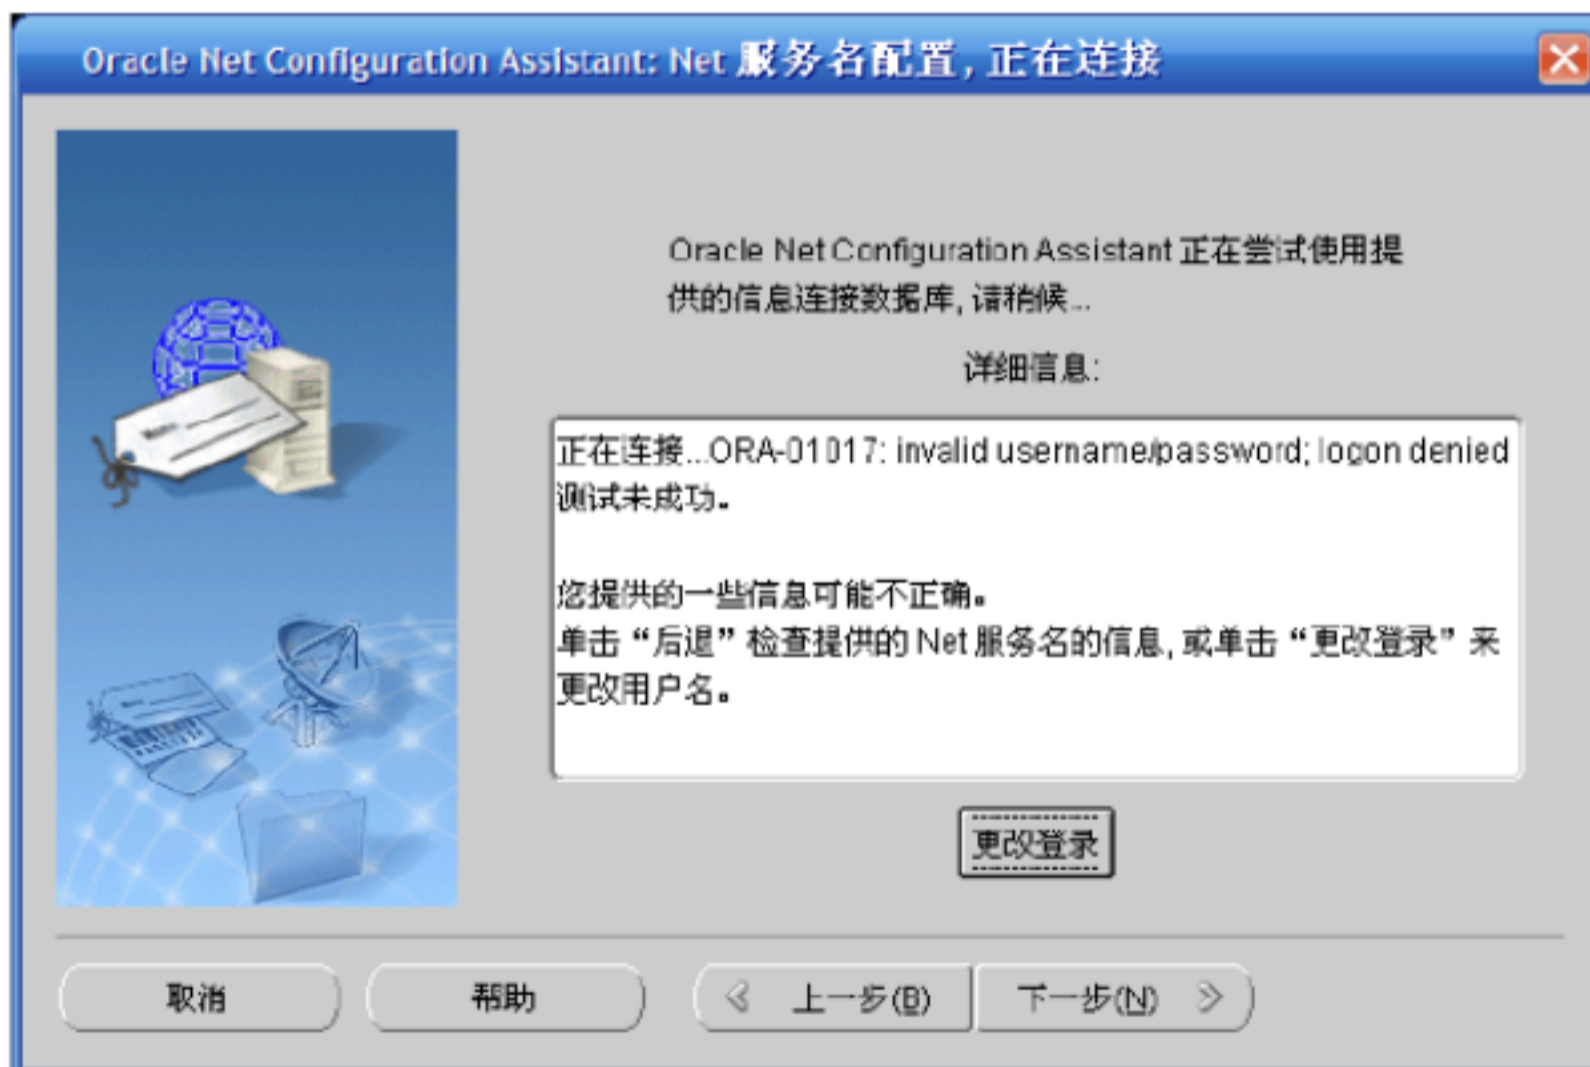 Oracle Net Configuration Assistant: Net 服务名配置, 正在连接
Oracle Net Configuration Assistant 正在尝试使用提
供的信息连接数据库, 请稍候...
详细信息:
正在连接...ORA-01017: invalid username/password; logon denied
测试未成功。
您提供的一些信息可能不正确。
单击“后退”检查提供的 Net 服务名的信息, 或单击“更改登录”来
更改用户名。
更改登录
取消
帮助
上一步(B)
下一步(N)